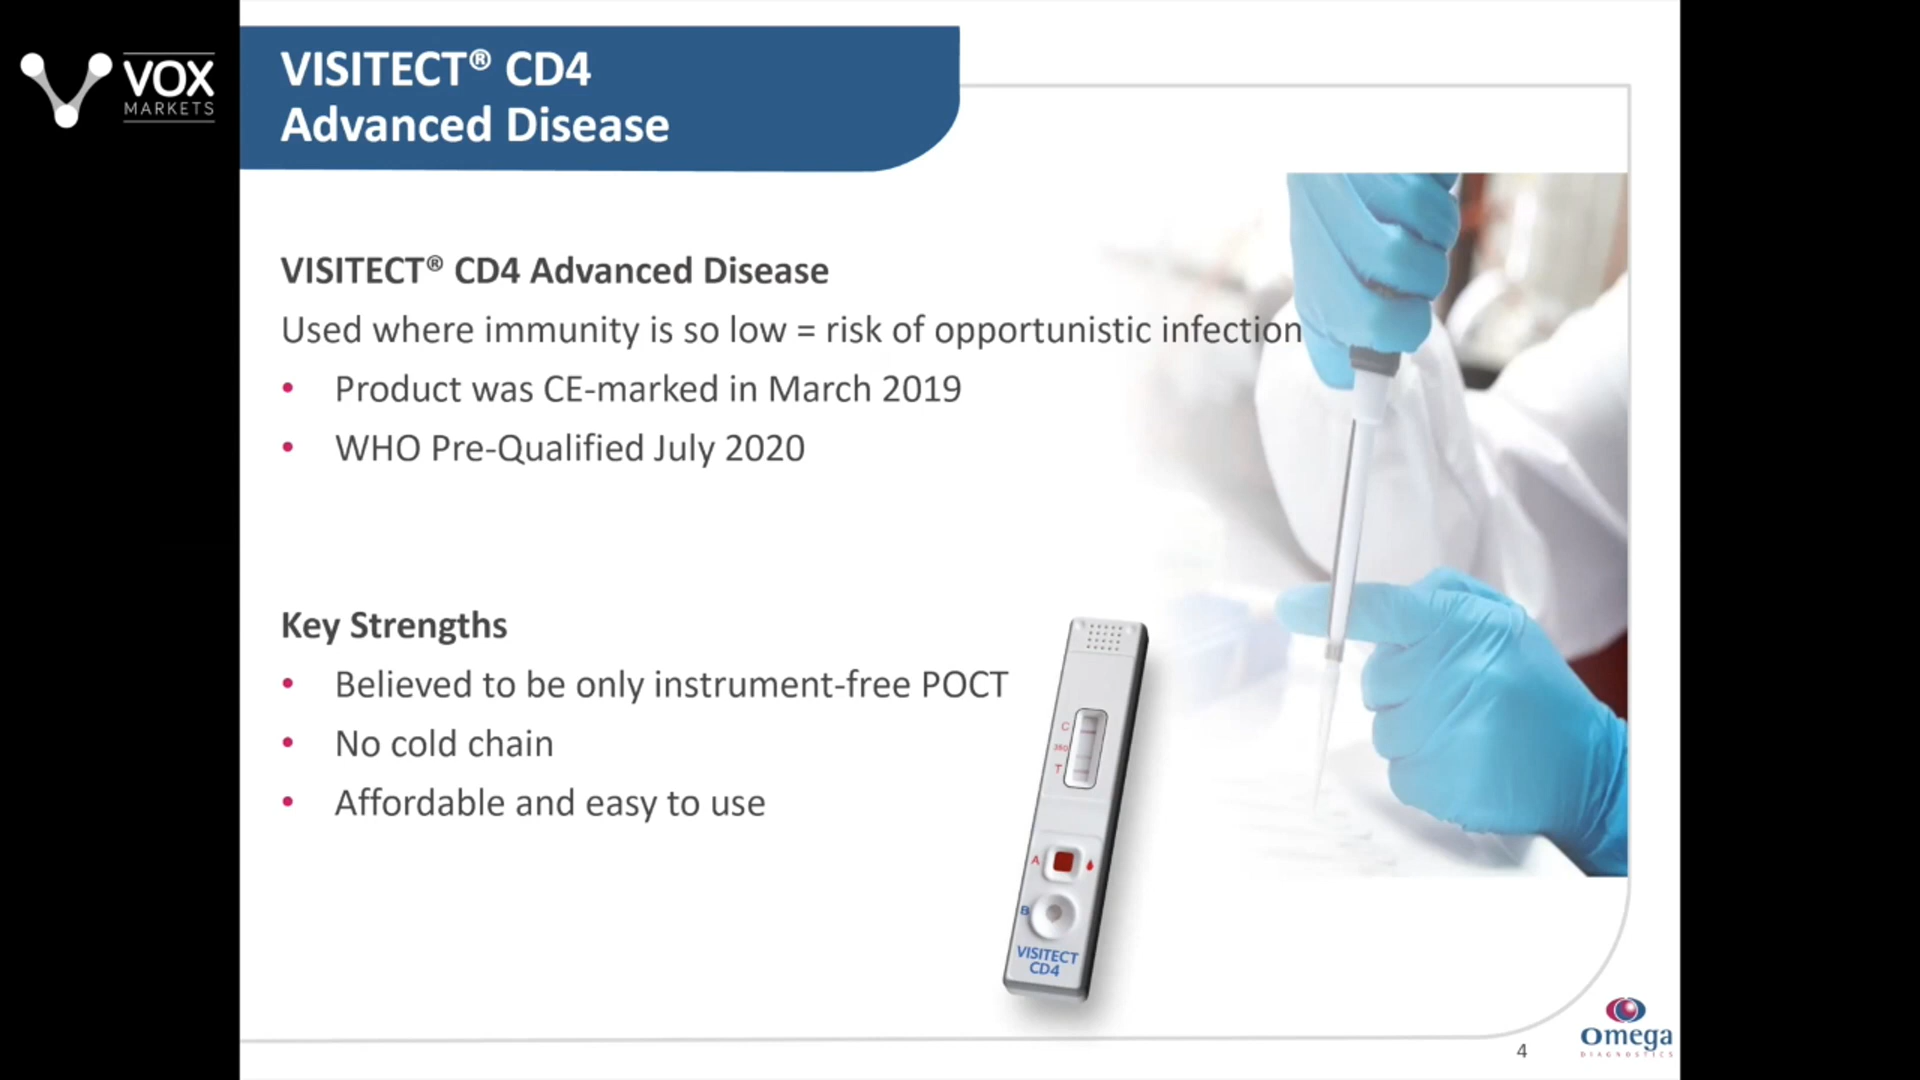 VOX
MARKETS
VISITECT® CD4
Advanced Disease
VISITECT® CD4 Advanced Disease
Used where immunity is so low = risk of opportunistic infection
• Product was CE-marked in March 2019
• WHO Pre-Qualified July 2020
Key Strengths
• Believed to be only instrument-free POCT
• No cold chain
• Affordable and easy to use
C
T
A
B
VISITECT
CD4
4
Omega
DIAGNOSTICS